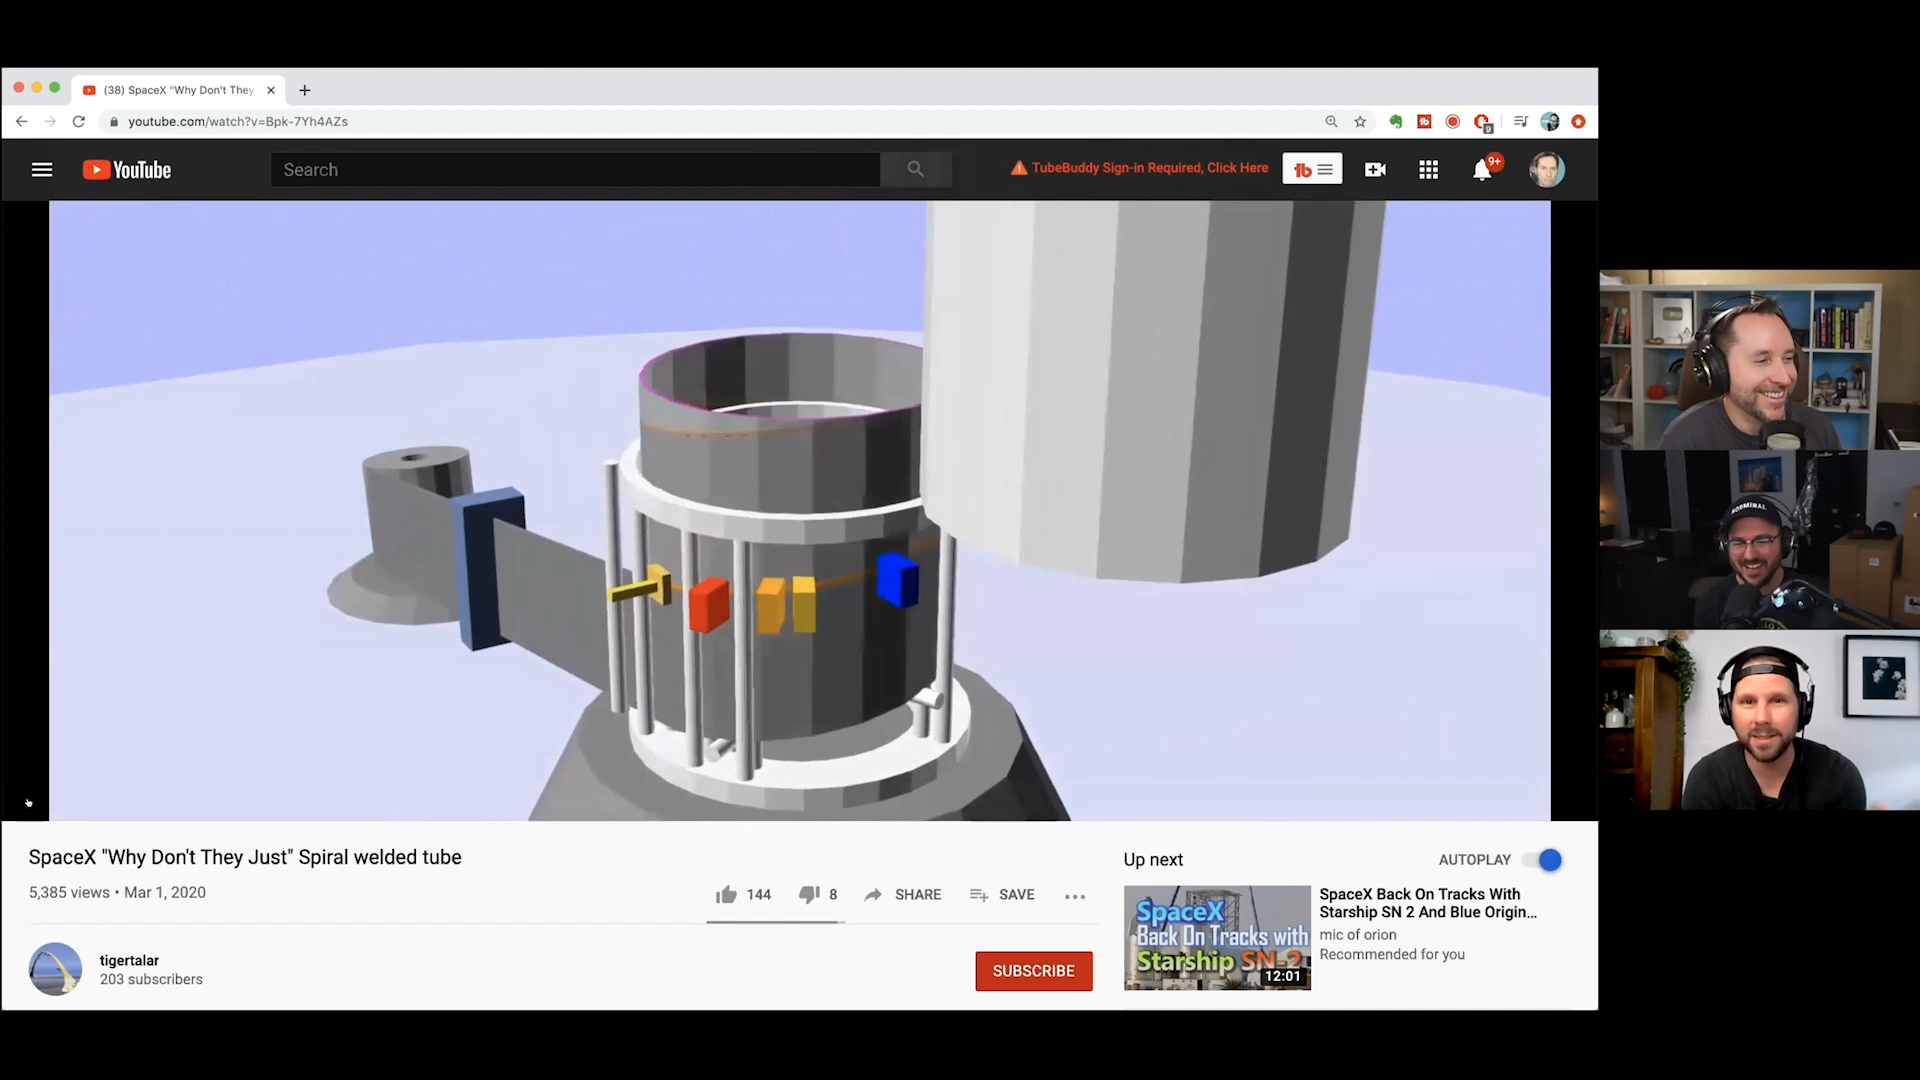 (38) SpaceX "Why Don't They
youtube.com/watch?v=Bpk-7Yh4AZs
9
YouTube
Search
TubeBuddy Sign-in Required, Click Here
tb
9+
NOMINAL
SpaceX "Why Don't They Just" Spiral welded tube
5,385 views • Mar 1, 2020
144
8
SHARE
SAVE
tigertalar
203 subscribers
SUBSCRIBE
Up next
AUTOPLAY
SpaceX
Back On Tracks with
Starship SN-2
12:01
SpaceX Back On Tracks With
Starship SN 2 And Blue Origin...
mic of orion
Recommended for you